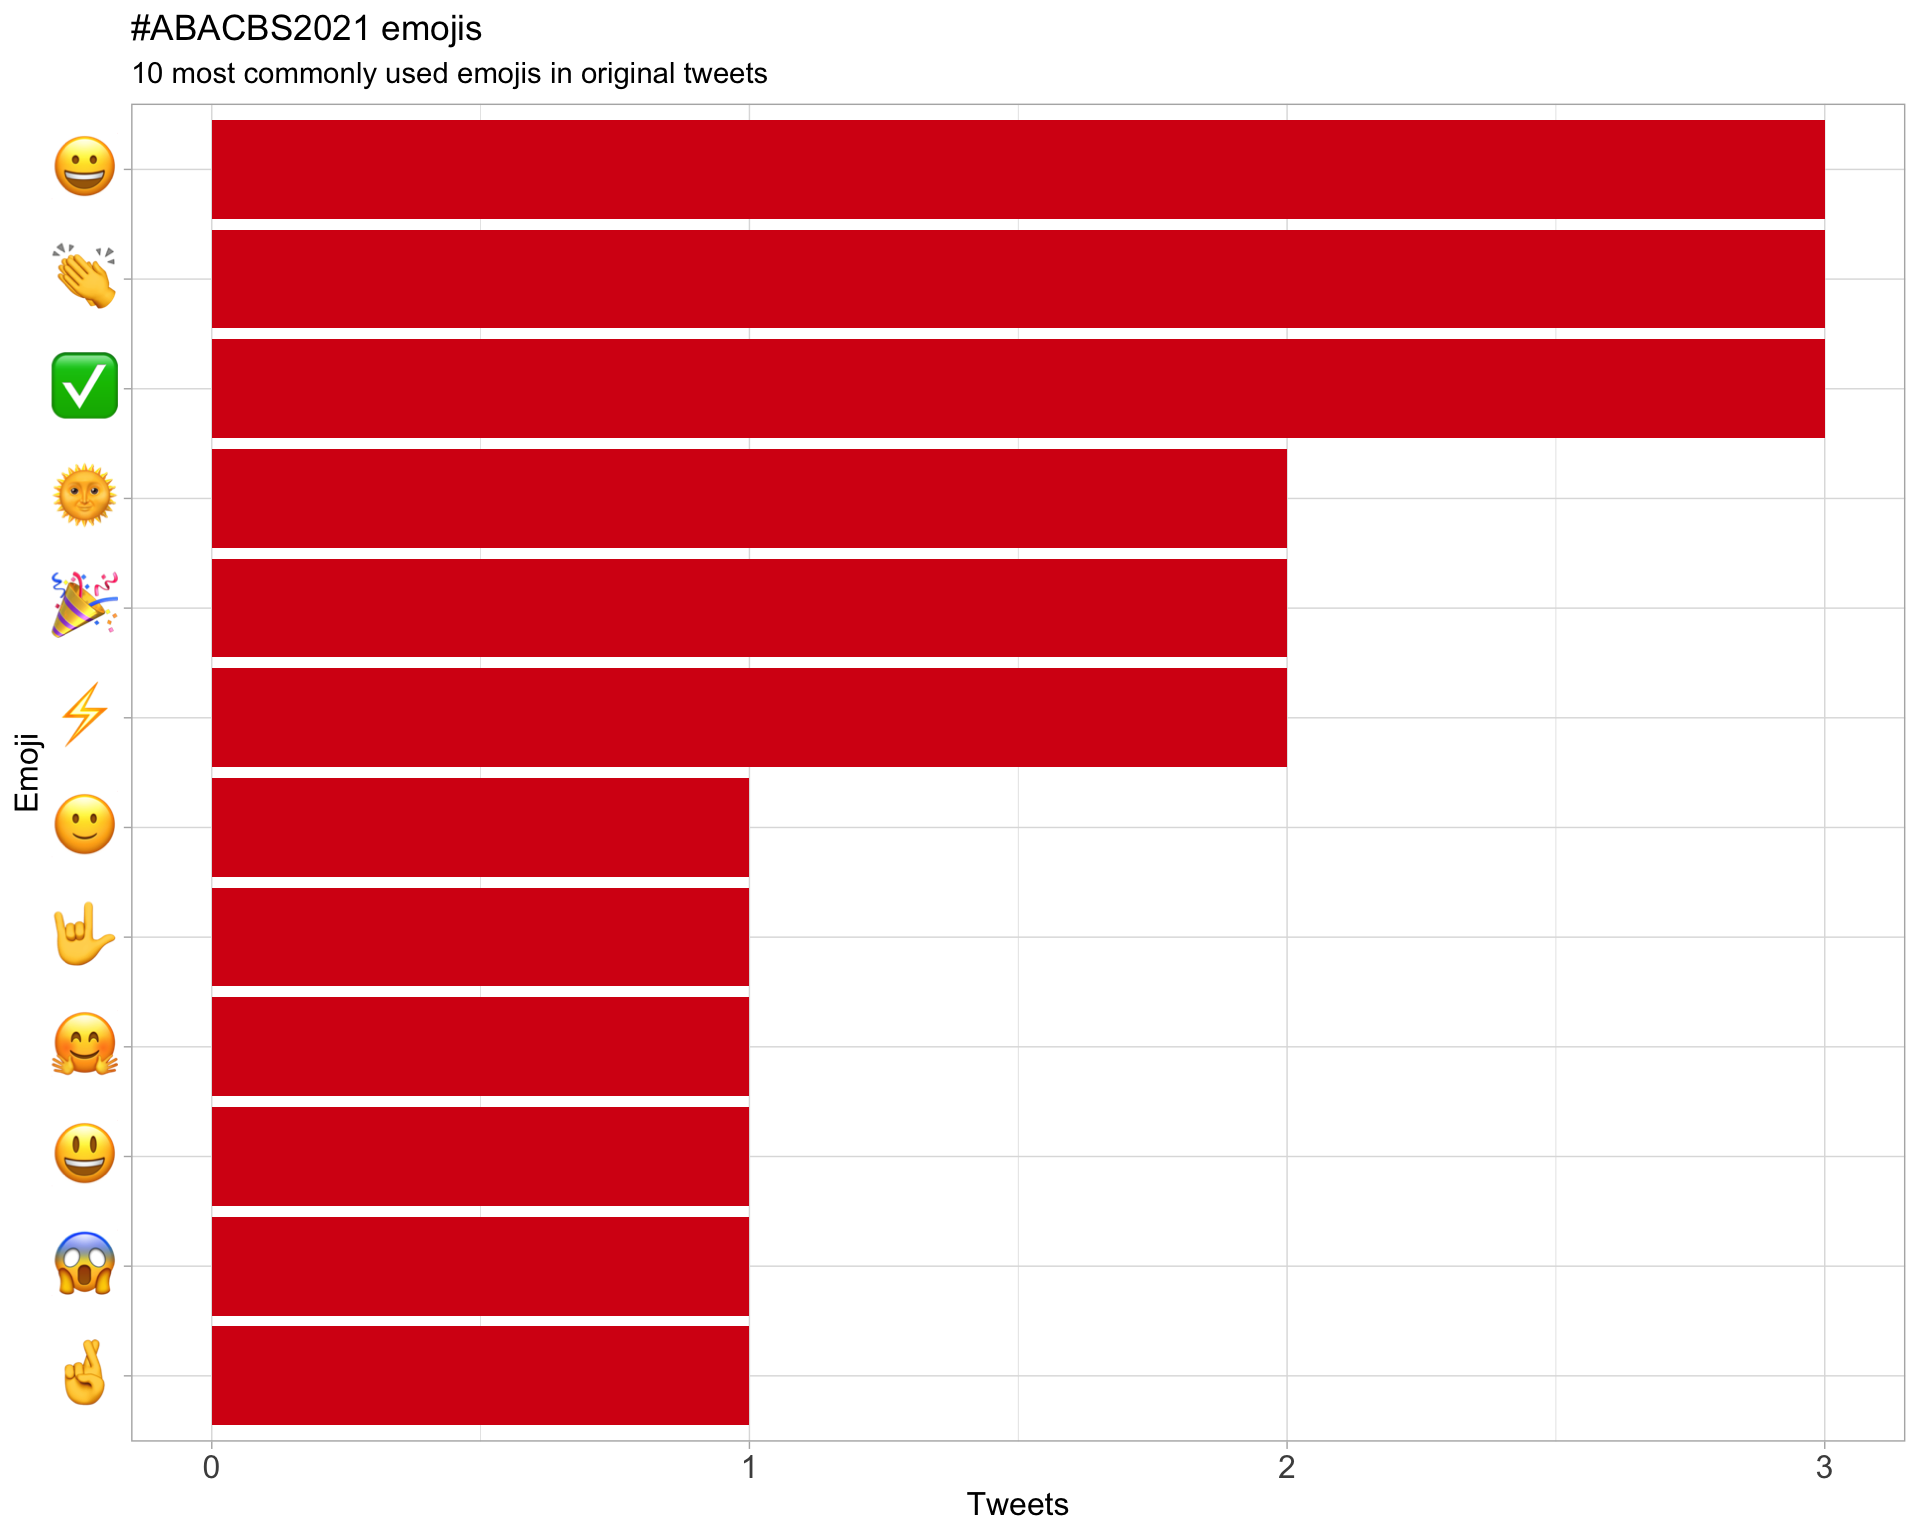 #ABACBS2021 emojis
10 most commonly used emojis in original tweets
Emoji
0 1 2 3
Tweets